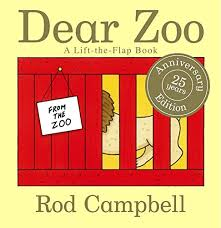 Dear Zoo
A Lift-the-Flap Book
Anniversary
25
years
Edition
FROM
THE
ZOO
Rod Campbell